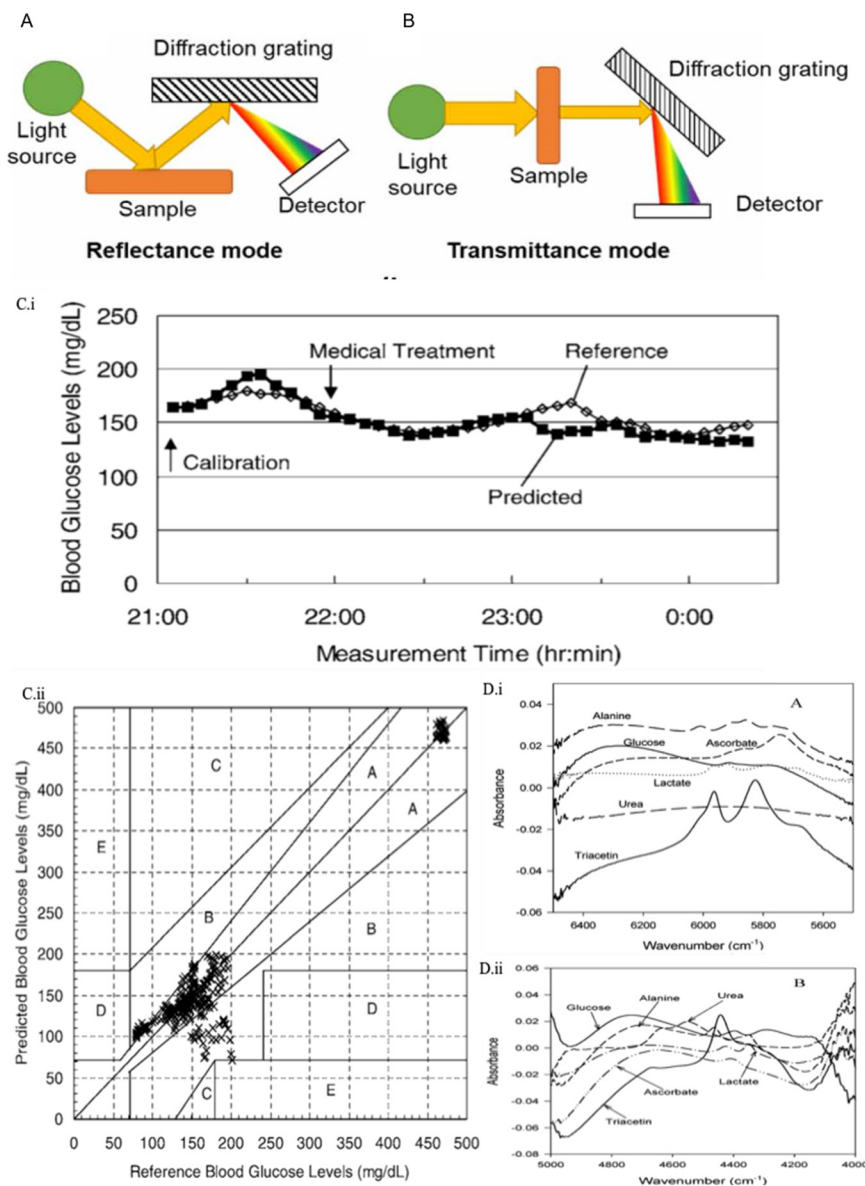 A
B
Diffraction grating
Light
source
Sample
Detector
Reflectance mode
Diffraction grating
Light
source
Sample
Detector
Transmittance mode
C.i
Blood Glucose Levels (mg/dL)
250
200
150
100
50
0
Medical Treatment
Reference
Calibration
Predicted
21:00
22:00
23:00
0:00
Measurement Time (hr:min)
C.ii
Predicted Blood Glucose Levels (mg/dL)
500
450
400
350
300
250
200
150
100
50
0
C
A
A
E
B
B
D
D
C
E
0
50
100
150
200
250
300
350
400
450
500
Reference Blood Glucose Levels (mg/dL)
D.i
A
Absorbance
0.04
0.02
0.00
-0.02
-0.04
-0.06
Alanine
Glucose
Ascorbate
Lactate
Urea
Triacetin
6400
6200
6000
5800
5600
Wavenumber (cm⁻¹)
D.ii
B
Absorbance
0.06
0.04
0.02
0.00
-0.02
-0.04
-0.06
-0.08
Glucose
Alanine
Urea
Ascorbate
Lactate
Triacetin
5000
4800
4600
4400
4200
4000
Wavenumber (cm⁻¹)